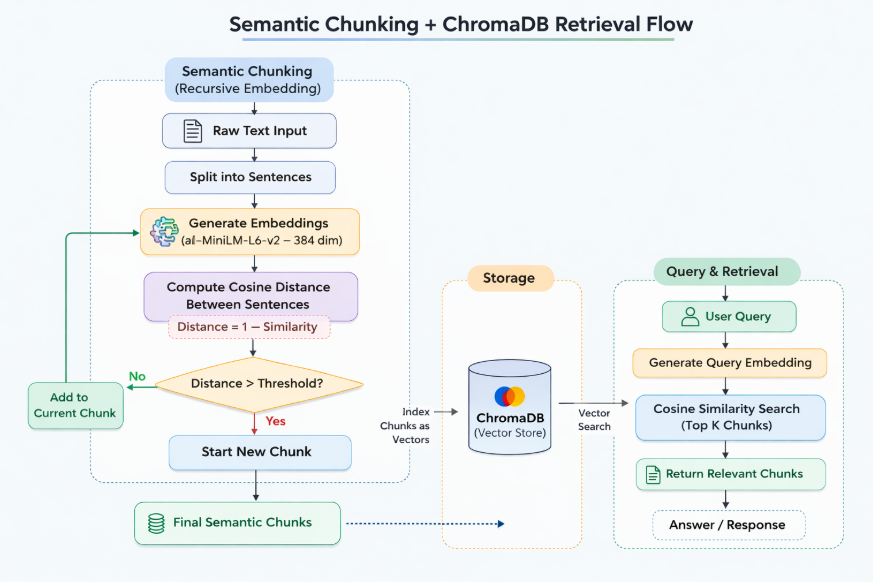 Semantic Chunking + ChromaDB Retrieval Flow
Semantic Chunking
(Recursive Embedding)
Raw Text Input
Split into Sentences
Generate Embeddings
(all-MiniLM-L6-v2 – 384 dim)
Compute Cosine Distance
Between Sentences
Distance = 1 – Similarity
Distance > Threshold?
No
Add to
Current Chunk
Yes
Start New Chunk
Final Semantic Chunks
Index
Chunks as
Vectors
Storage
ChromaDB
(Vector Store)
Vector
Search
Query & Retrieval
User Query
Generate Query Embedding
Cosine Similarity Search
(Top K Chunks)
Return Relevant Chunks
Answer / Response